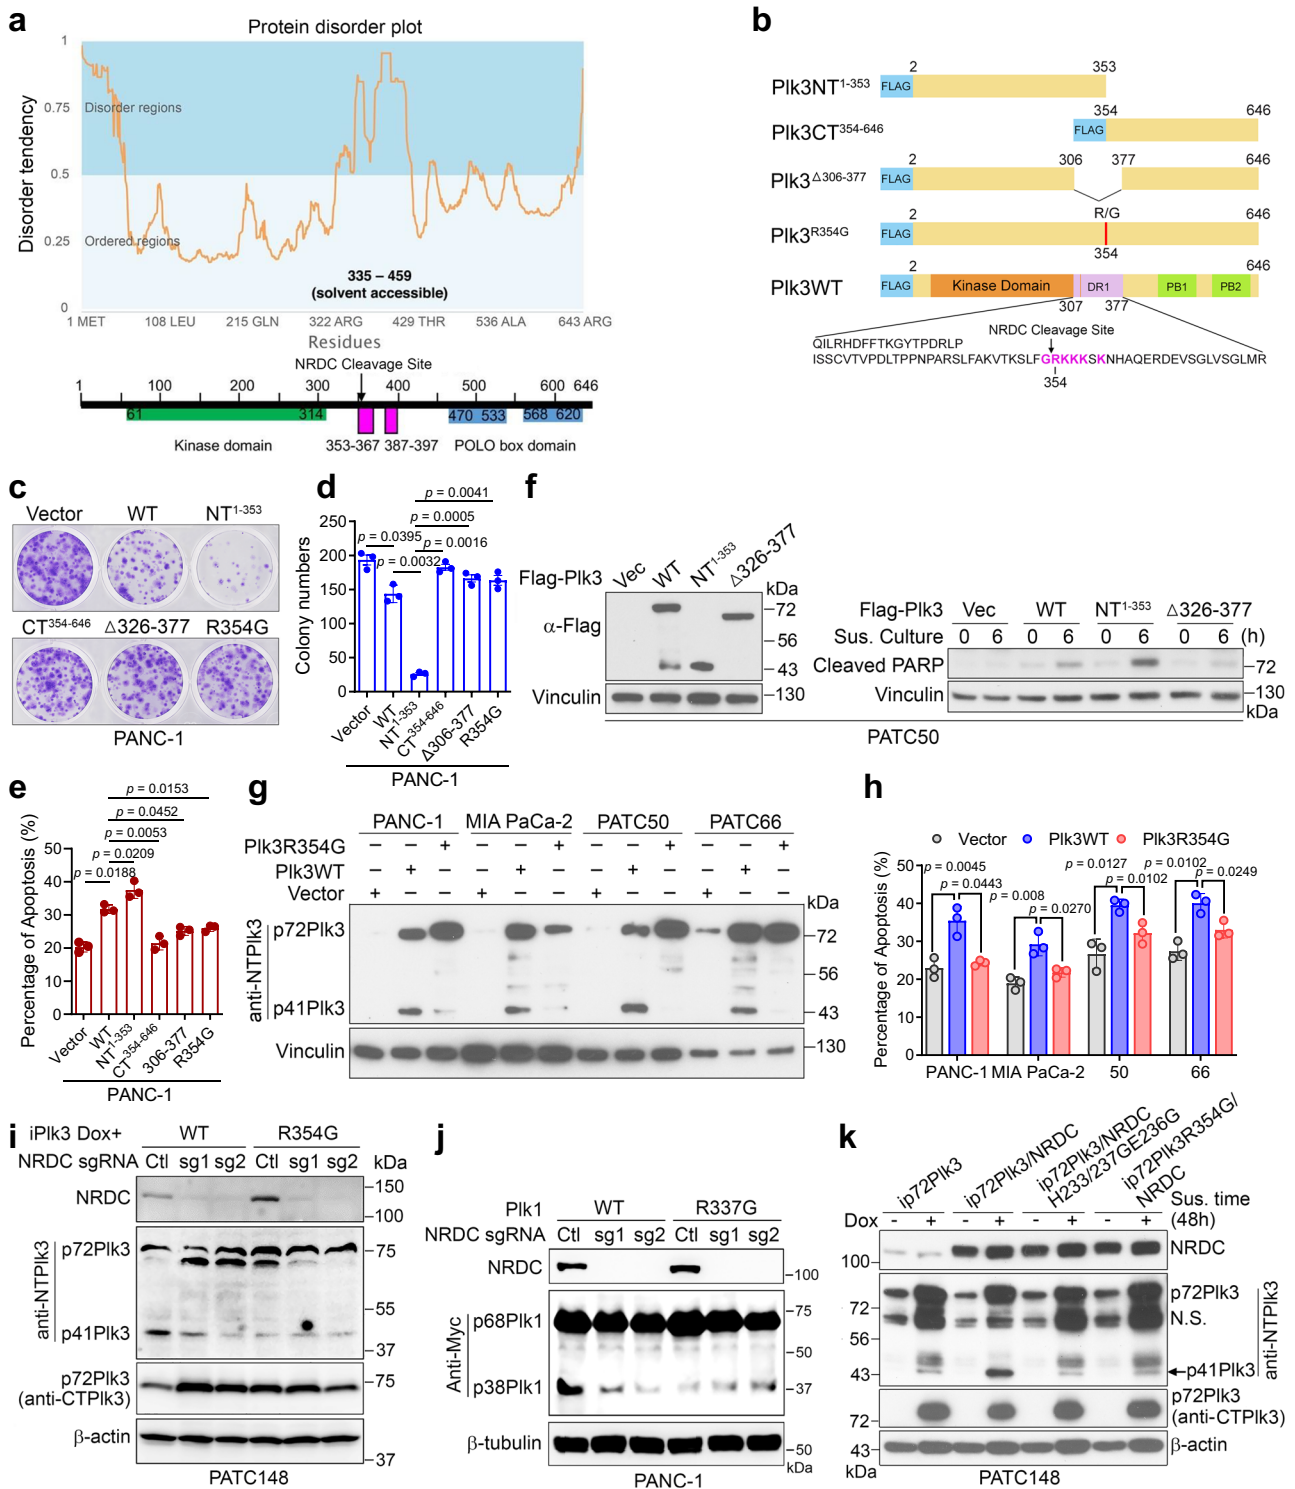 a
Protein disorder plot
Disorder tendency
1
0.75
0.5
0.25
0
Disorder regions
Ordered regions
335 – 459
(solvent accessible)
1 MET 108 LEU 215 GLN 322 ARG 429 THR 536 ALA 643 ARG
Residues
NRDC Cleavage Site
1 100 200 300 400 500 600 646
61 314 470 533 568 620
Kinase domain 353-367 387-397 POLO box domain
b
2 353
Plk3NT1-353 FLAG
354 646
Plk3CT354-646 FLAG
2 306 377 646
Plk3Δ306-377 FLAG
R/G
2 646
Plk3R354G FLAG
354
2 646
Plk3WT FLAG Kinase Domain DR1 PB1 PB2
307 377
NRDC Cleavage Site
QILRHDFFTKGYTPDRLP
ISSCVTVPDLTPPNPARSLFAKVTKSLFGRKKKSKNHAQERDEVSGLVSGLMR
354
c
Vector WT NT1-353
CT354-646 Δ326-377 R354G
PANC-1
d
p = 0.0041
p = 0.0005
p = 0.0395
p = 0.0016
p = 0.0032
Colony numbers
250
200
150
100
50
0
Vector WT NT1-353 CT354-646 Δ306-377 R354G
PANC-1
f
Flag-Plk3 Vec WT NT1-353 Δ326-377
kDa
α-Flag
72
56
43
Vinculin 130
Flag-Plk3 Vec WT NT1-353 Δ326-377
Sus. Culture 0 6 0 6 0 6 0 6 (h)
Cleaved PARP 72
Vinculin 130
kDa
PATC50
e
p = 0.0153
p = 0.0452
p = 0.0053
p = 0.0209
p = 0.0188
Percentage of Apoptosis (%)
50
40
30
20
10
0
Vector WT NT1-353 CT354-646 306-377 R354G
PANC-1
g
PANC-1 MIA PaCa-2 PATC50 PATC66
Plk3R354G − − + − − + − − + − − +
Plk3WT − + − − + − − + − − + −
Vector + − − + − − + − − + − −
kDa
anti-NTPlk3
p72Plk3 72
56
p41Plk3 43
Vinculin 130
h
Vector Plk3WT Plk3R354G
p = 0.0045
p = 0.0443
p = 0.008
p = 0.0270
p = 0.0127
p = 0.0102
p = 0.0102
p = 0.0249
Percentage of Apoptosis (%)
50
40
30
20
10
0
PANC-1 MIA PaCa-2 50 66
i
iPlk3 Dox+ WT R354G
NRDC sgRNA Ctl sg1 sg2 Ctl sg1 sg2 kDa
NRDC 150
100
anti-NTPlk3
p72Plk3 75
55
p41Plk3
37
p72Plk3 75
(anti-CTPlk3)
β-actin
37
PATC148
j
Plk1 WT R337G
NRDC sgRNA Ctl sg1 sg2 Ctl sg1 sg2
NRDC 100
Anti-Myc
p68Plk1 75
50
p38Plk1 37
β-tubulin 50
kDa
PANC-1
k
ip72Plk3
ip72Plk3/NRDC
ip72Plk3/NRDC
H233/237GE236G
ip72Plk3R354G/
NRDC
Sus. time
Dox - + - + - + - + (48h)
100 NRDC
p72Plk3
72 N.S.
56
43 p41Plk3
anti-NTPlk3
p72Plk3
72 (anti-CTPlk3)
43 β-actin
kDa
PATC148